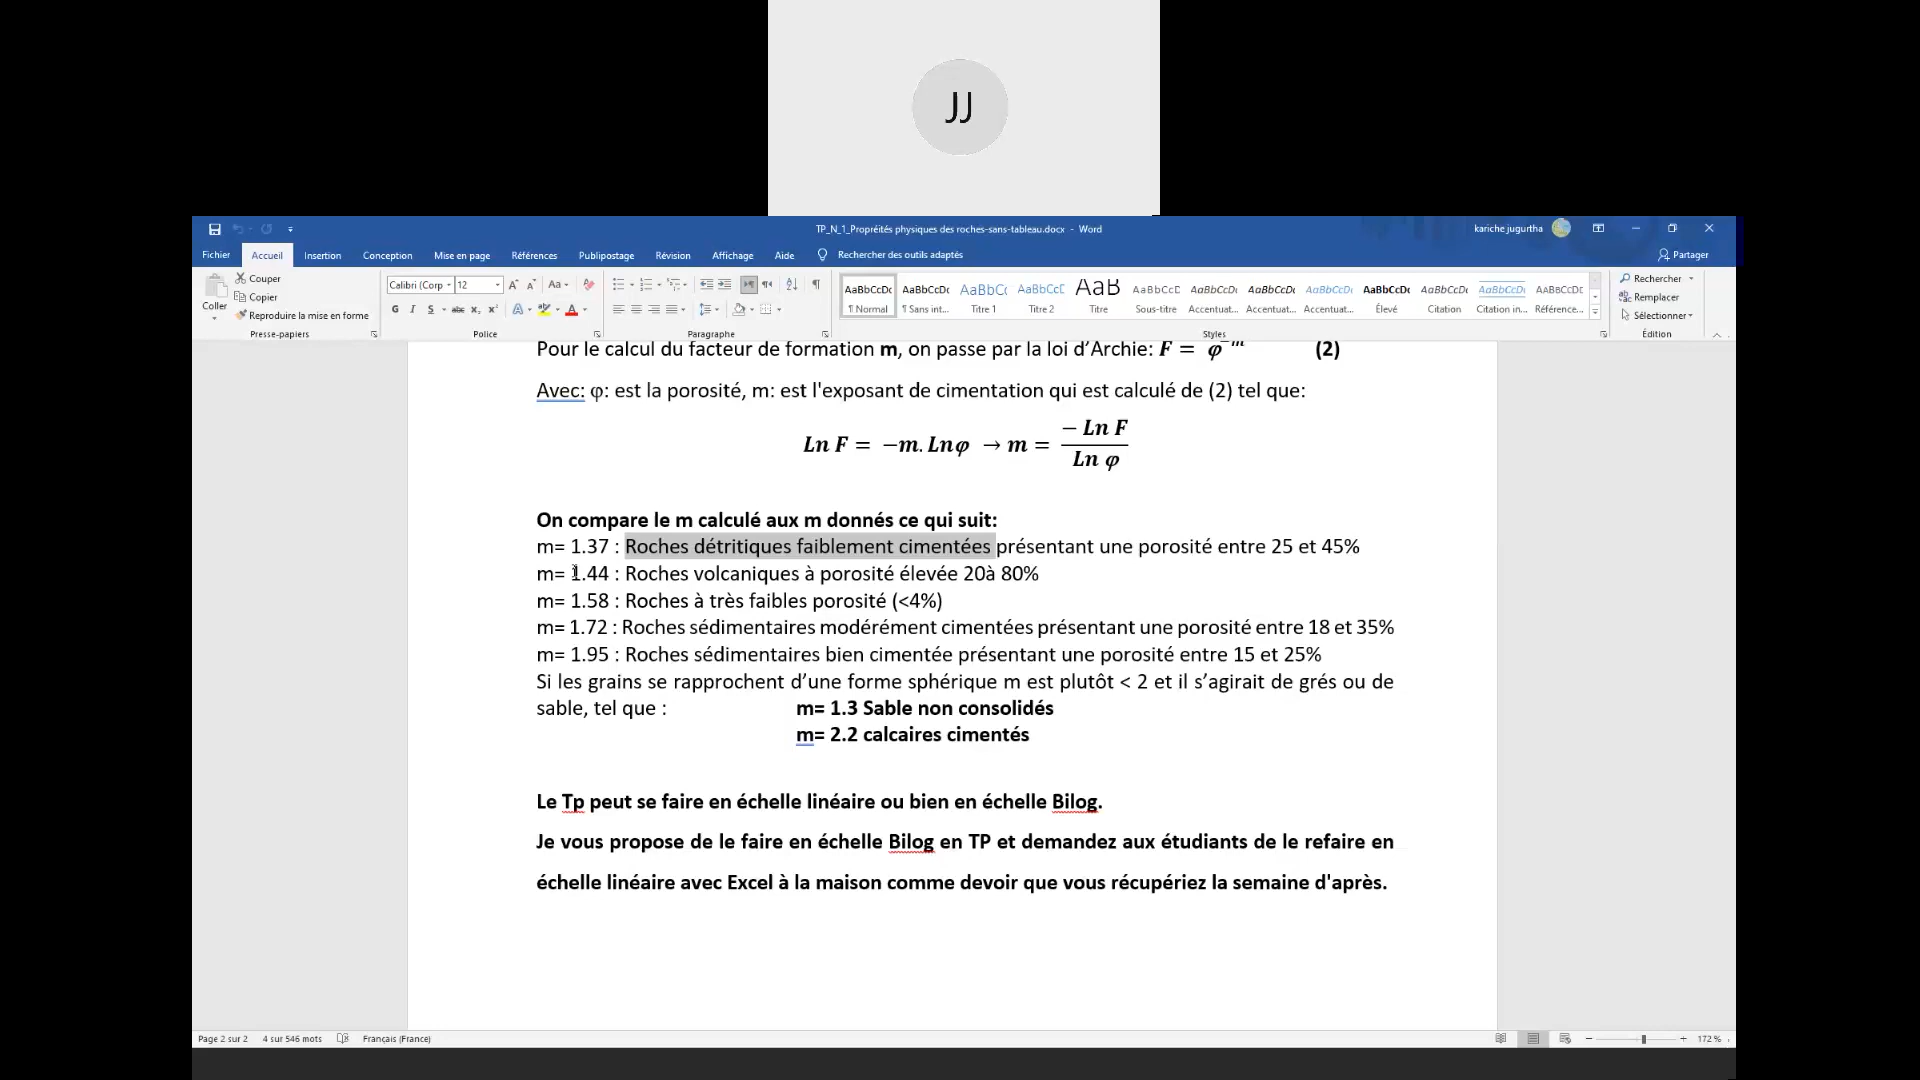 JJ
TP_N_1_Propréités physiques des roches-sans-tableau.docx - Word
kariche jugurtha
Fichier Accueil Insertion Conception Mise en page Références Publipostage Révision Affichage Aide Rechercher des outils adaptés Partager
Coller
Couper
Copier
Reproduire la mise en forme
Presse-papiers
Calibri (Corp 12
G I S abc x₂ x²
Police
Paragraphe
AaBbCcDc AaBbCcDc AaBbCc AaBbCcC AaB AaBbCcC AaBbCcDc AaBbCcDc AaBbCcDc AaBbCcDc AaBbCcDc AaBbCcDc AABBCCDC
¶ Normal ¶ Sans int... Titre 1 Titre 2 Titre Sous-titre Accentuat... Accentuat... Accentuat... Élevé Citation Citation in... Référence...
Styles
Rechercher
Remplacer
Sélectionner
Édition
Pour le calcul du facteur de formation m, on passe par la loi d’Archie: F = φ⁻ᵐ (2)
Avec: φ: est la porosité, m: est l'exposant de cimentation qui est calculé de (2) tel que:
Ln F = −m. Lnφ → m = − Ln F / Ln φ
On compare le m calculé aux m donnés ce qui suit:
m= 1.37 : Roches détritiques faiblement cimentées présentant une porosité entre 25 et 45%
m= 1.44 : Roches volcaniques à porosité élevée 20à 80%
m= 1.58 : Roches à très faibles porosité (<4%)
m= 1.72 : Roches sédimentaires modérément cimentées présentant une porosité entre 18 et 35%
m= 1.95 : Roches sédimentaires bien cimentée présentant une porosité entre 15 et 25%
Si les grains se rapprochent d’une forme sphérique m est plutôt < 2 et il s’agirait de grés ou de
sable, tel que : m= 1.3 Sable non consolidés
m= 2.2 calcaires cimentés
Le Tp peut se faire en échelle linéaire ou bien en échelle Bilog.
Je vous propose de le faire en échelle Bilog en TP et demandez aux étudiants de le refaire en
échelle linéaire avec Excel à la maison comme devoir que vous récupériez la semaine d'après.
Page 2 sur 2 4 sur 546 mots Français (France) 172 %